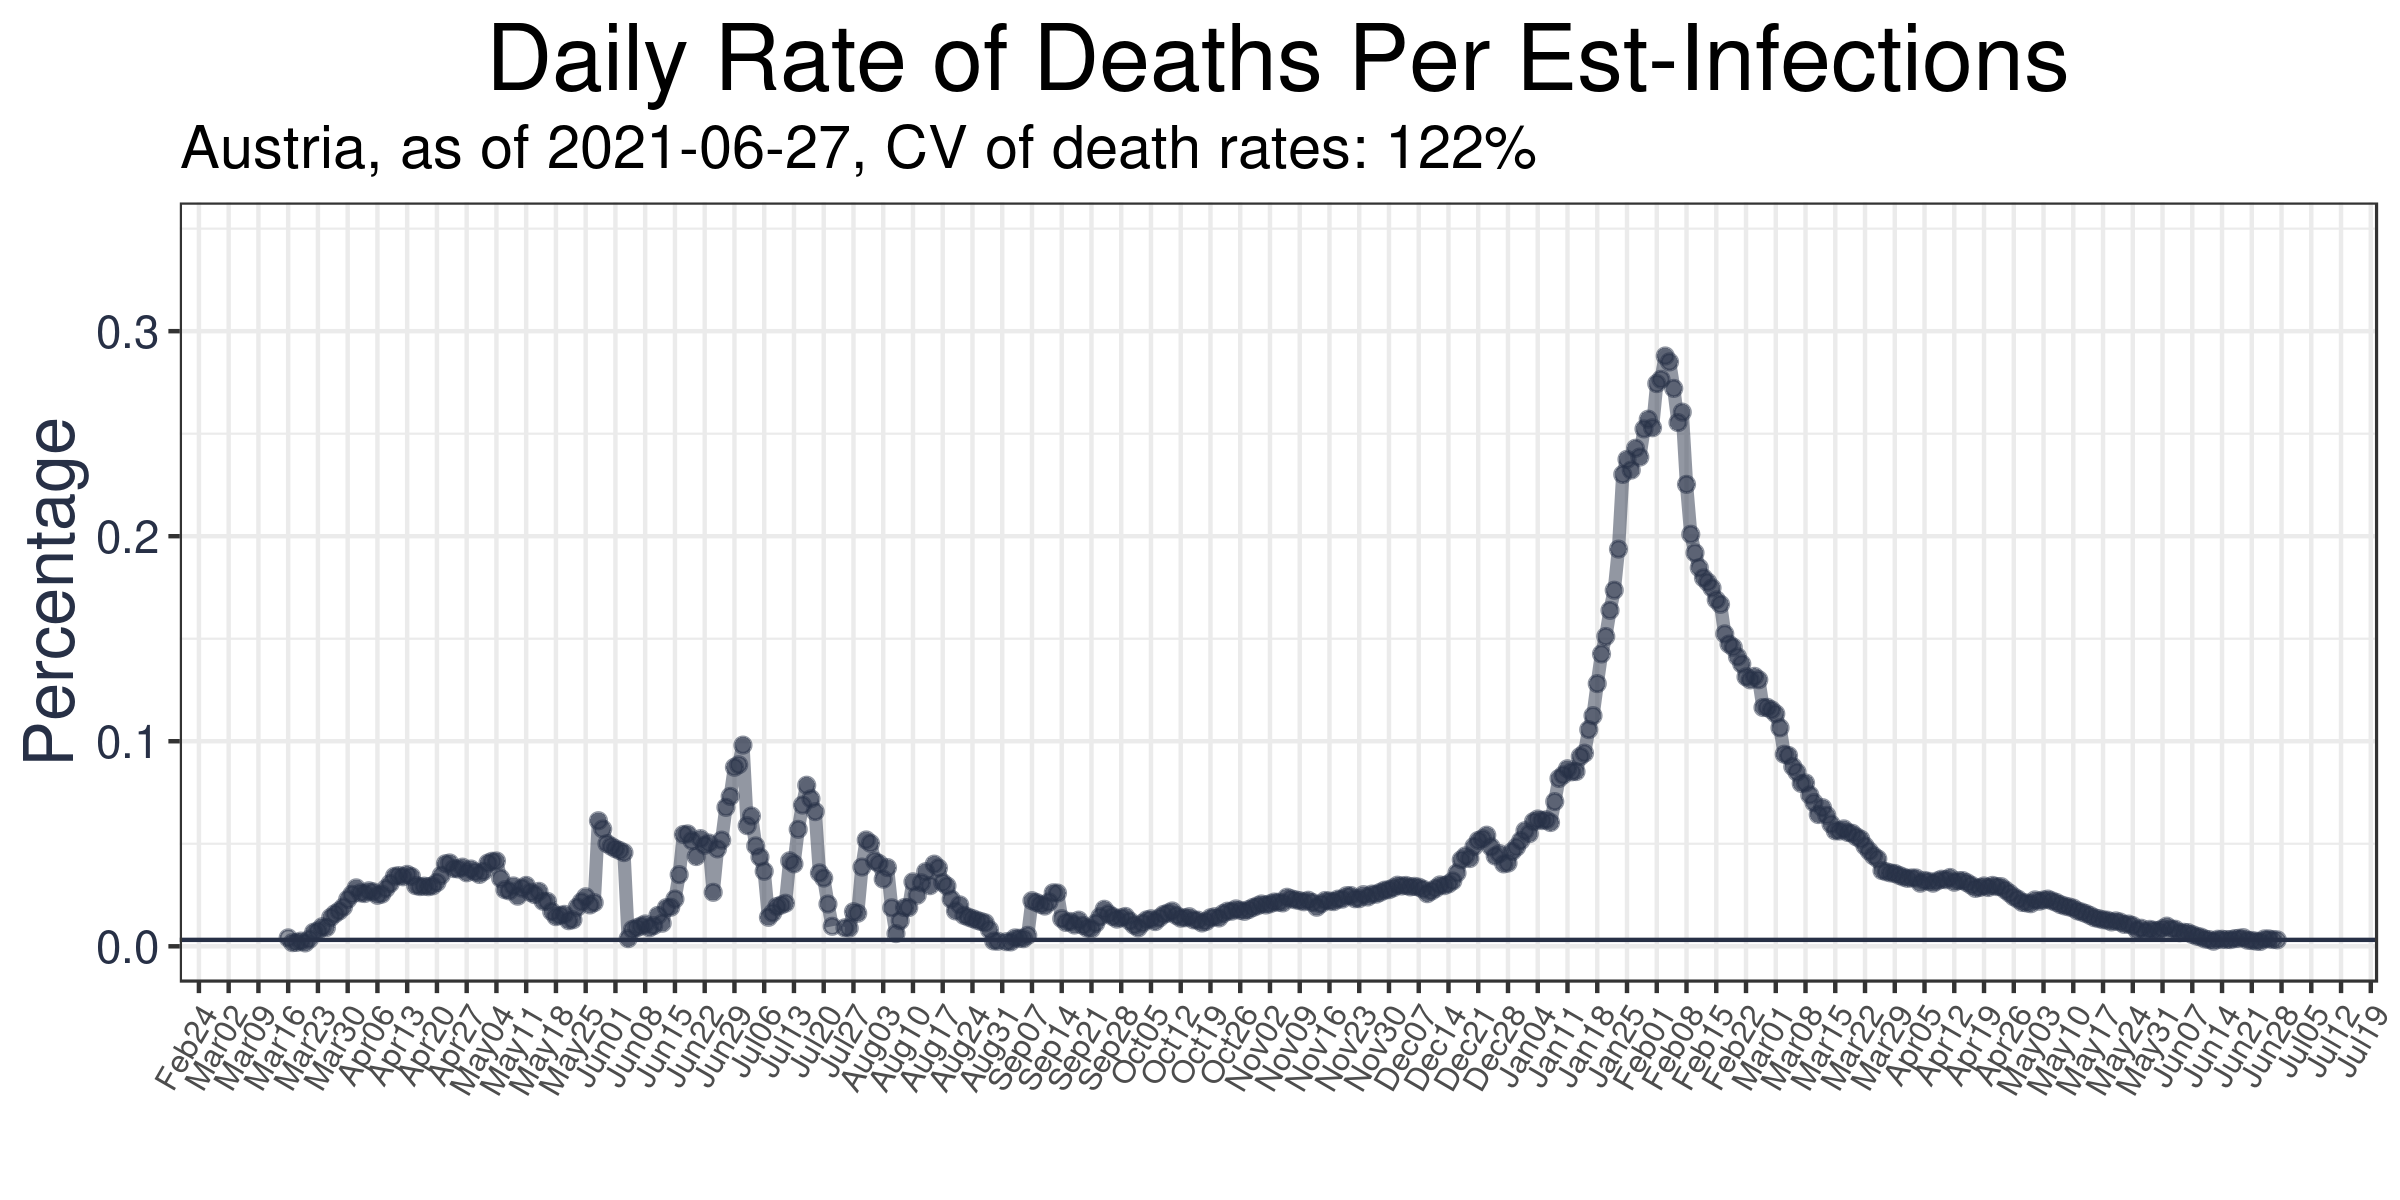 Daily Rate of Deaths Per Est-Infections
Austria, as of 2021-06-27, CV of death rates: 122%
Percentage
0.3
0.2
0.1
0.0
Feb24
Mar02
Mar09
Mar16
Mar23
Mar30
Apr06
Apr13
Apr20
Apr27
May04
May11
May18
May25
Jun01
Jun08
Jun15
Jun22
Jun29
Jul06
Jul13
Jul20
Jul27
Aug03
Aug10
Aug17
Aug24
Aug31
Sep07
Sep14
Sep21
Sep28
Oct05
Oct12
Oct19
Oct26
Nov02
Nov09
Nov16
Nov23
Nov30
Dec07
Dec14
Dec21
Dec28
Jan04
Jan11
Jan18
Jan25
Feb01
Feb08
Feb15
Feb22
Mar01
Mar08
Mar15
Mar22
Mar29
Apr05
Apr12
Apr19
Apr26
May03
May10
May17
May24
May31
Jun07
Jun14
Jun21
Jun28
Jul05
Jul12
Jul19